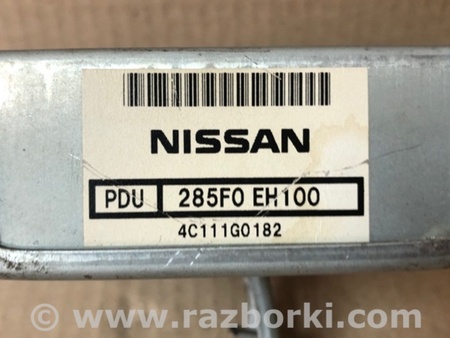 NISSAN
PDU 285F0 EH100
4C111G0182
© www.razborki.com